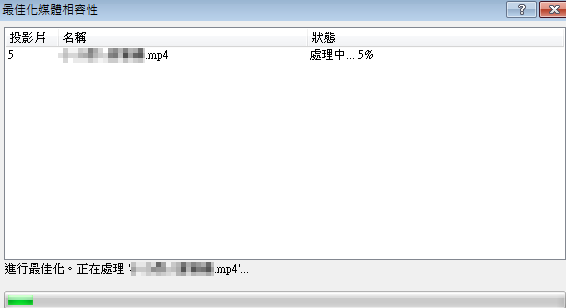 最佳化媒體相容性
投影片 名稱 狀態
5 .mp4 處理中... 5%
進行最佳化。正在處理 ' .mp4'...